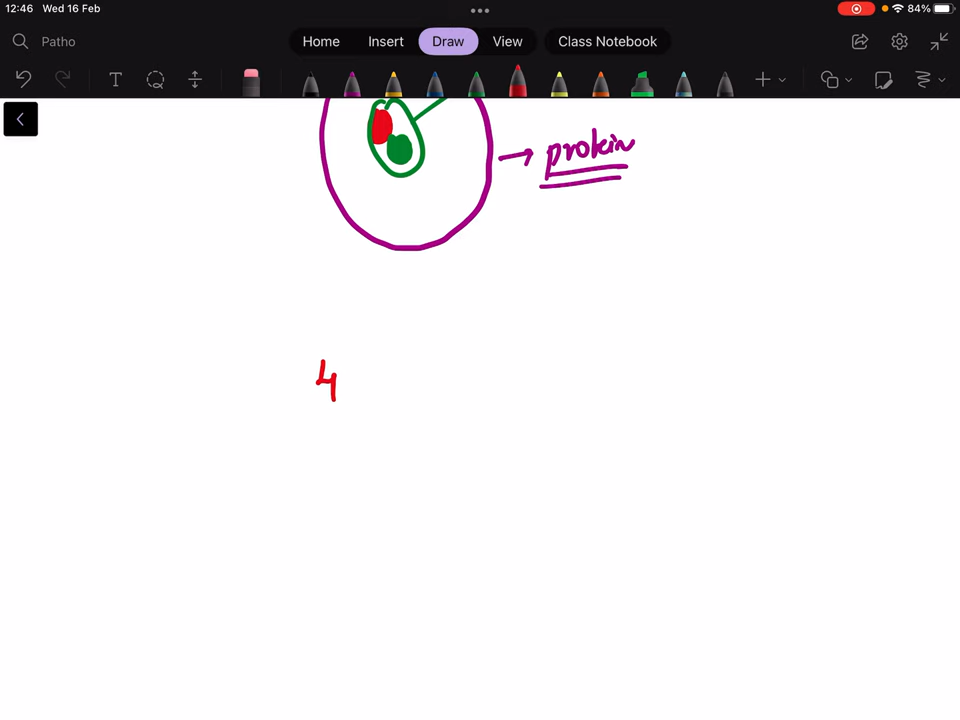 12:46 Wed 16 Feb 84%
Patho Home Insert Draw View Class Notebook
T
→ protein
4